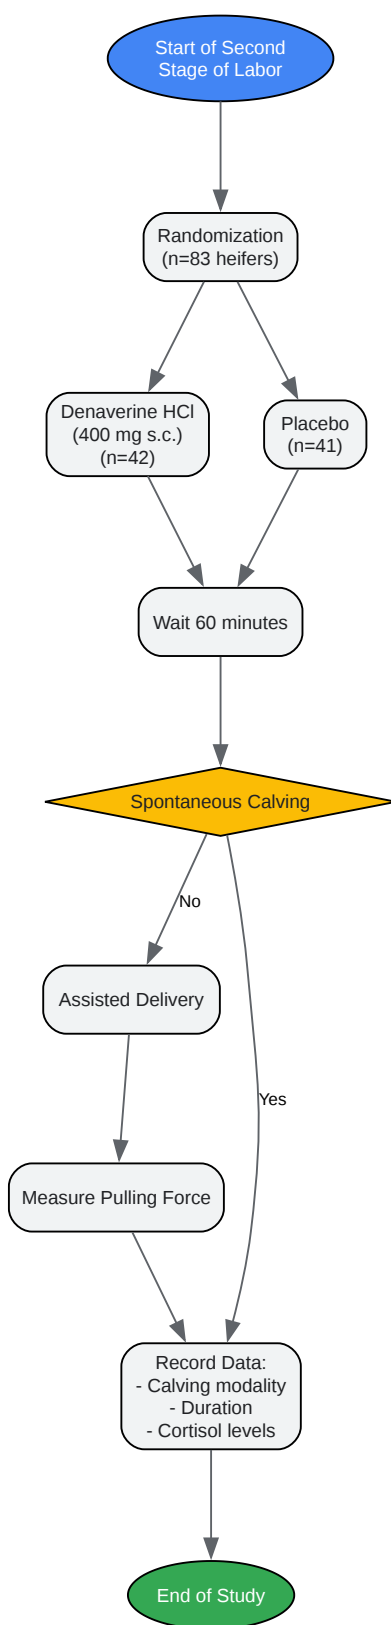 Start of Second
Stage of Labor
Randomization
(n=83 heifers)
Denaverine HCl
(400 mg s.c.)
(n=42)
Placebo
(n=41)
Wait 60 minutes
Spontaneous Calving
No
Assisted Delivery
Yes
Measure Pulling Force
Record Data:
- Calving modality
- Duration
- Cortisol levels
End of Study